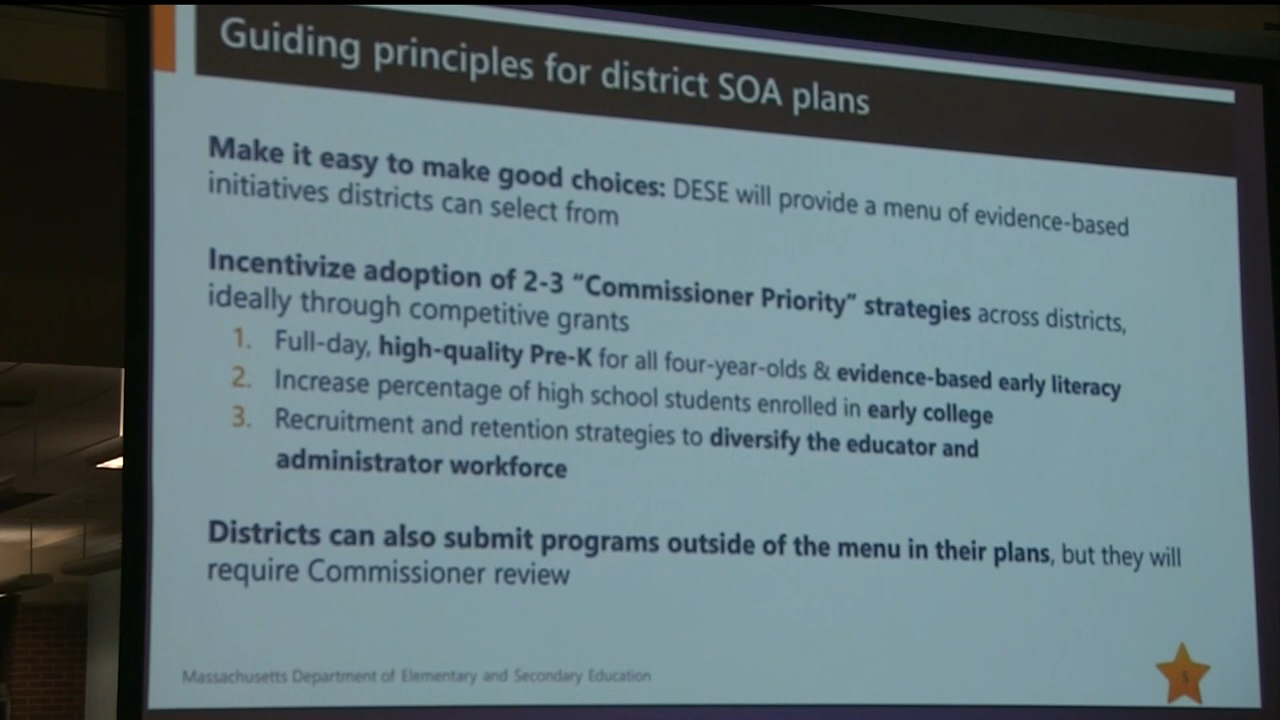 Guiding principles for district SOA plans
Make it easy to make good choices: DESE will provide a menu of evidence-based
initiatives districts can select from
Incentivize adoption of 2-3 “Commissioner Priority” strategies across districts,
ideally through competitive grants
1. Full-day, high-quality Pre-K for all four-year-olds & evidence-based early literacy
2. Increase percentage of high school students enrolled in early college
3. Recruitment and retention strategies to diversify the educator and
administrator workforce
Districts can also submit programs outside of the menu in their plans, but they will
require Commissioner review
Massachusetts Department of Elementary and Secondary Education